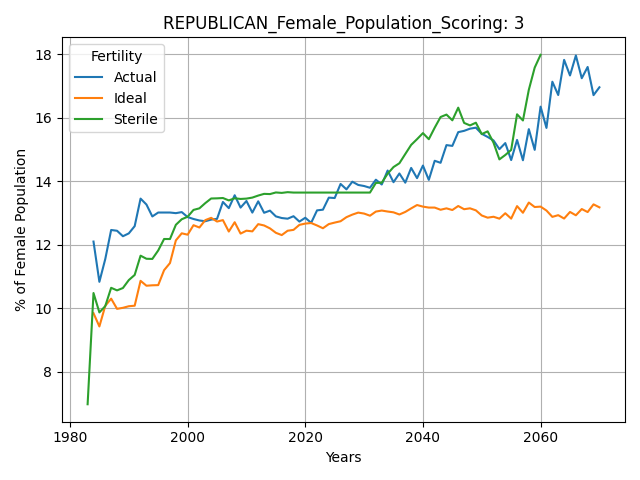 REPUBLICAN_Female_Population_Scoring: 3
Fertility
Actual
Ideal
Sterile
% of Female Population
18
16
14
12
10
8
1980
2000
2020
2040
2060
Years